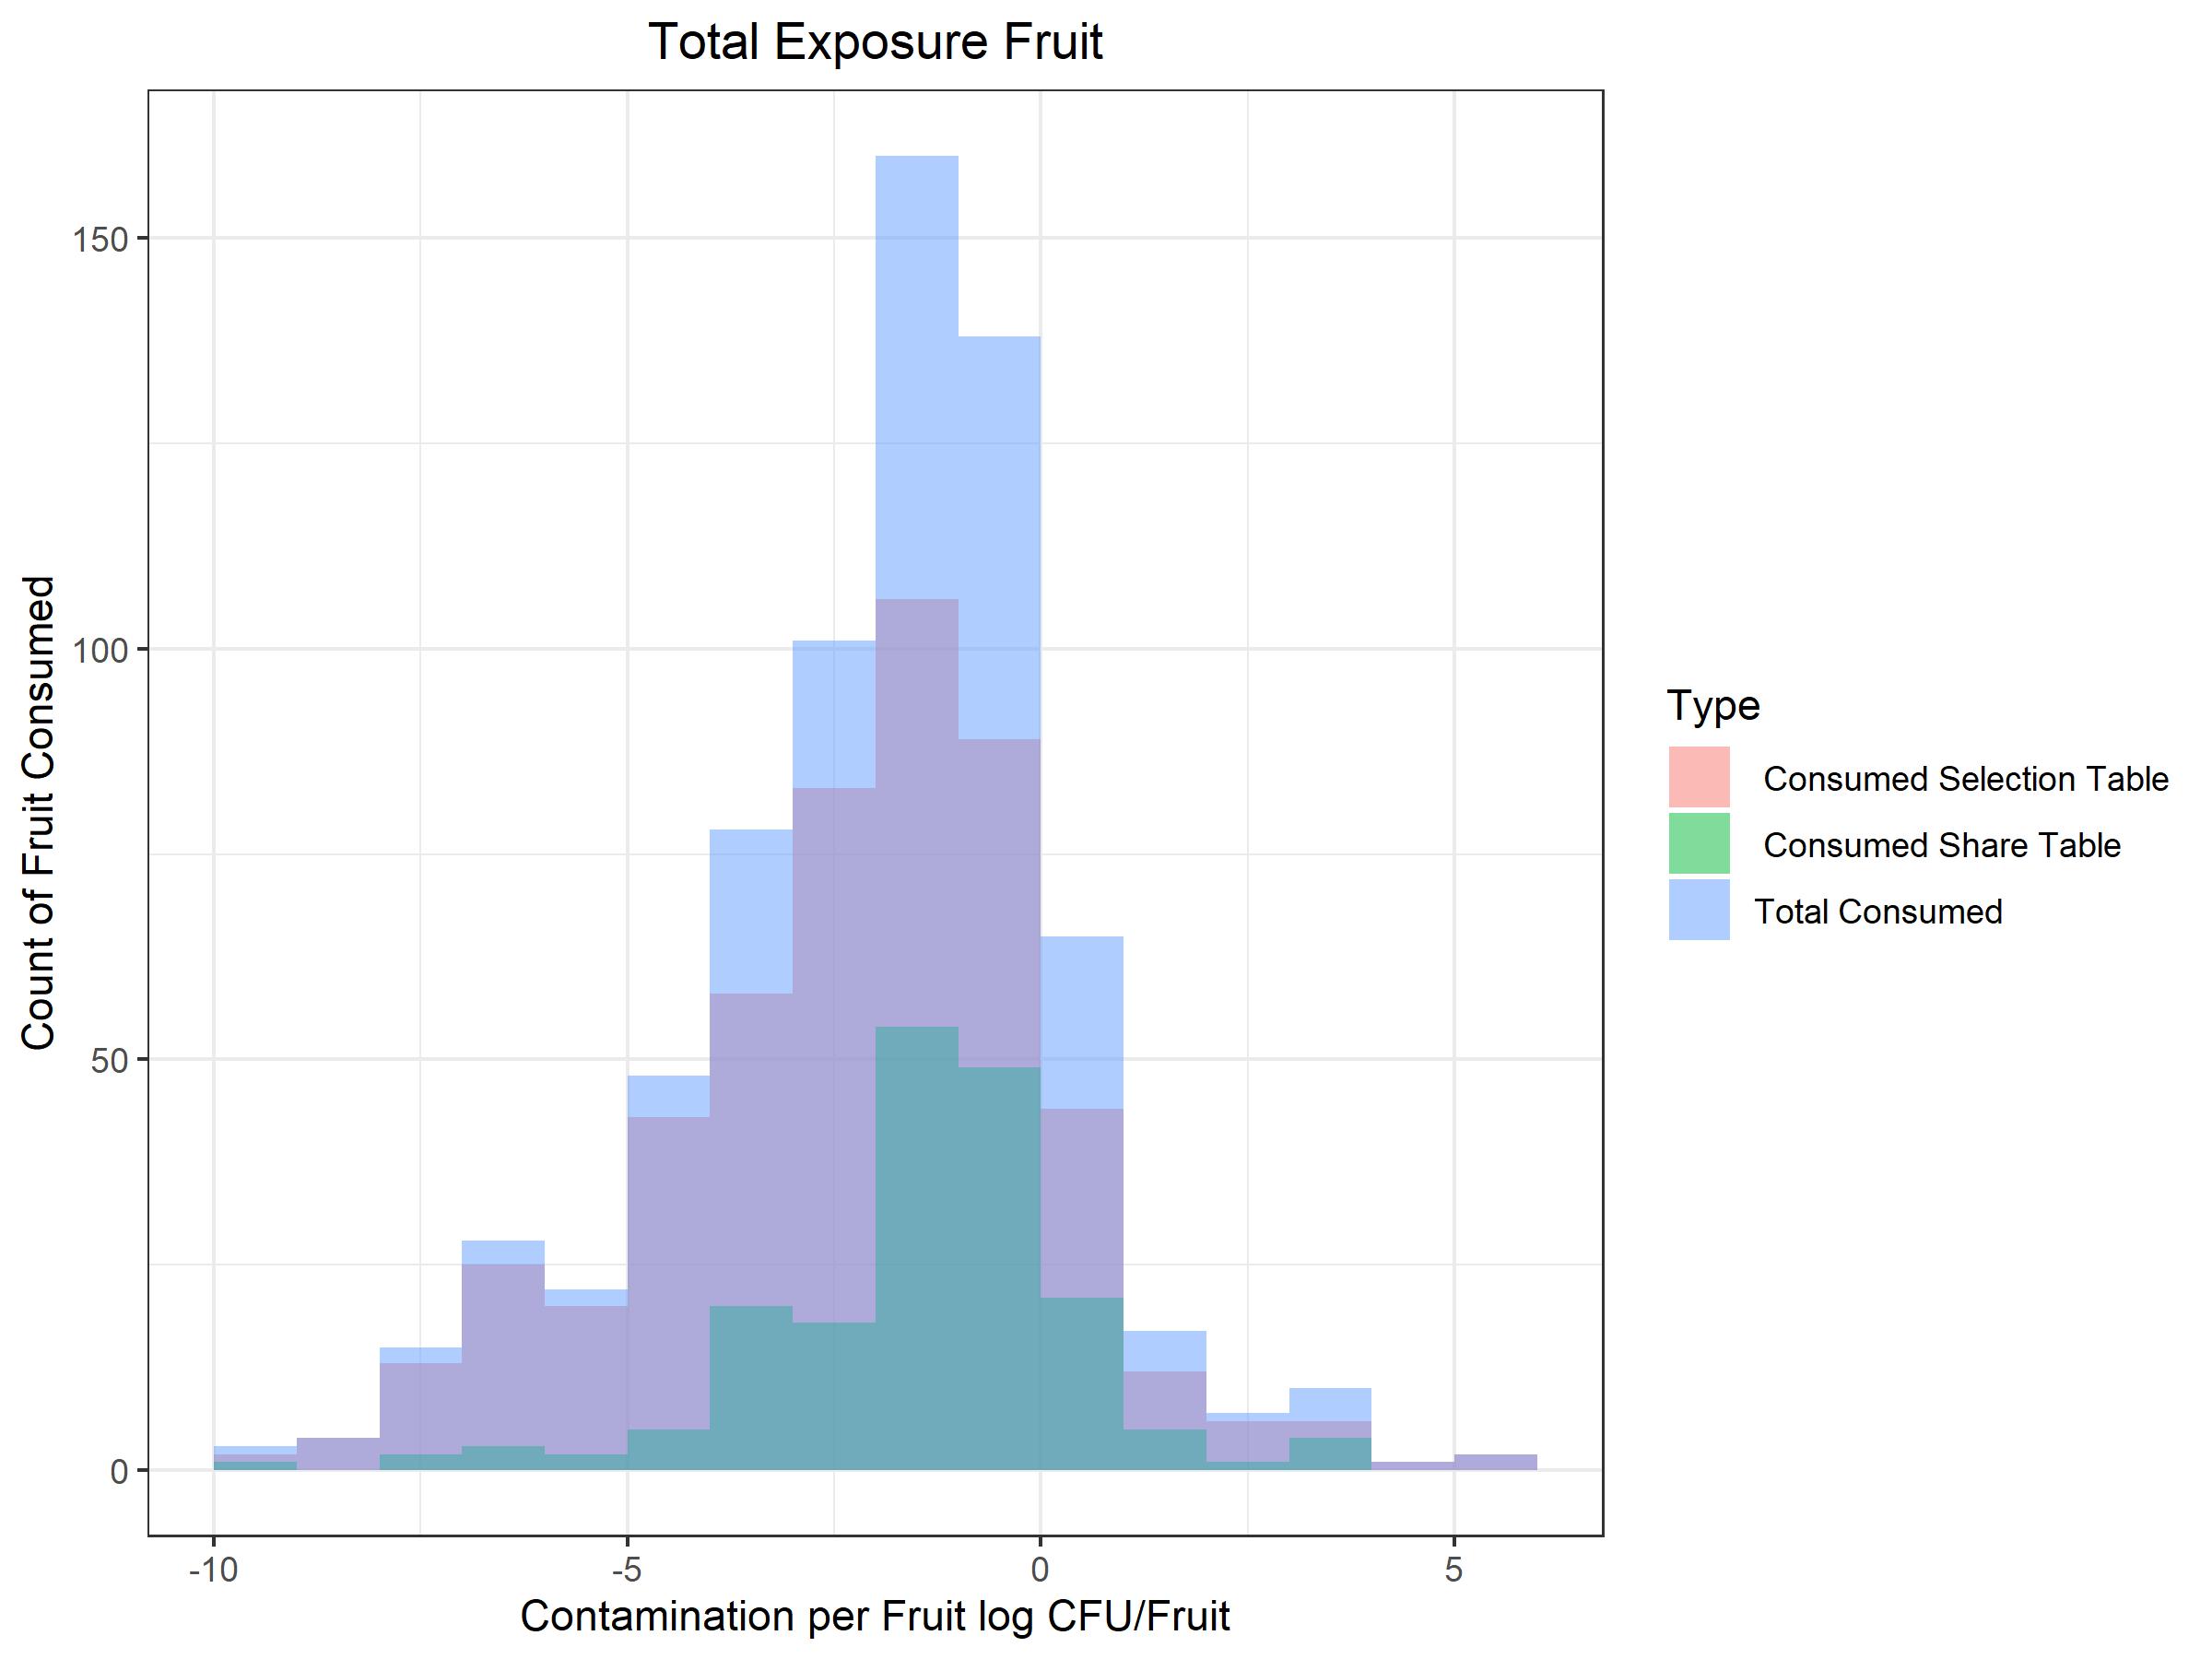 Total Exposure Fruit
Count of Fruit Consumed
150
100
50
0
-10
-5
0
5
Contamination per Fruit log CFU/Fruit
Type
Consumed Selection Table
Consumed Share Table
Total Consumed